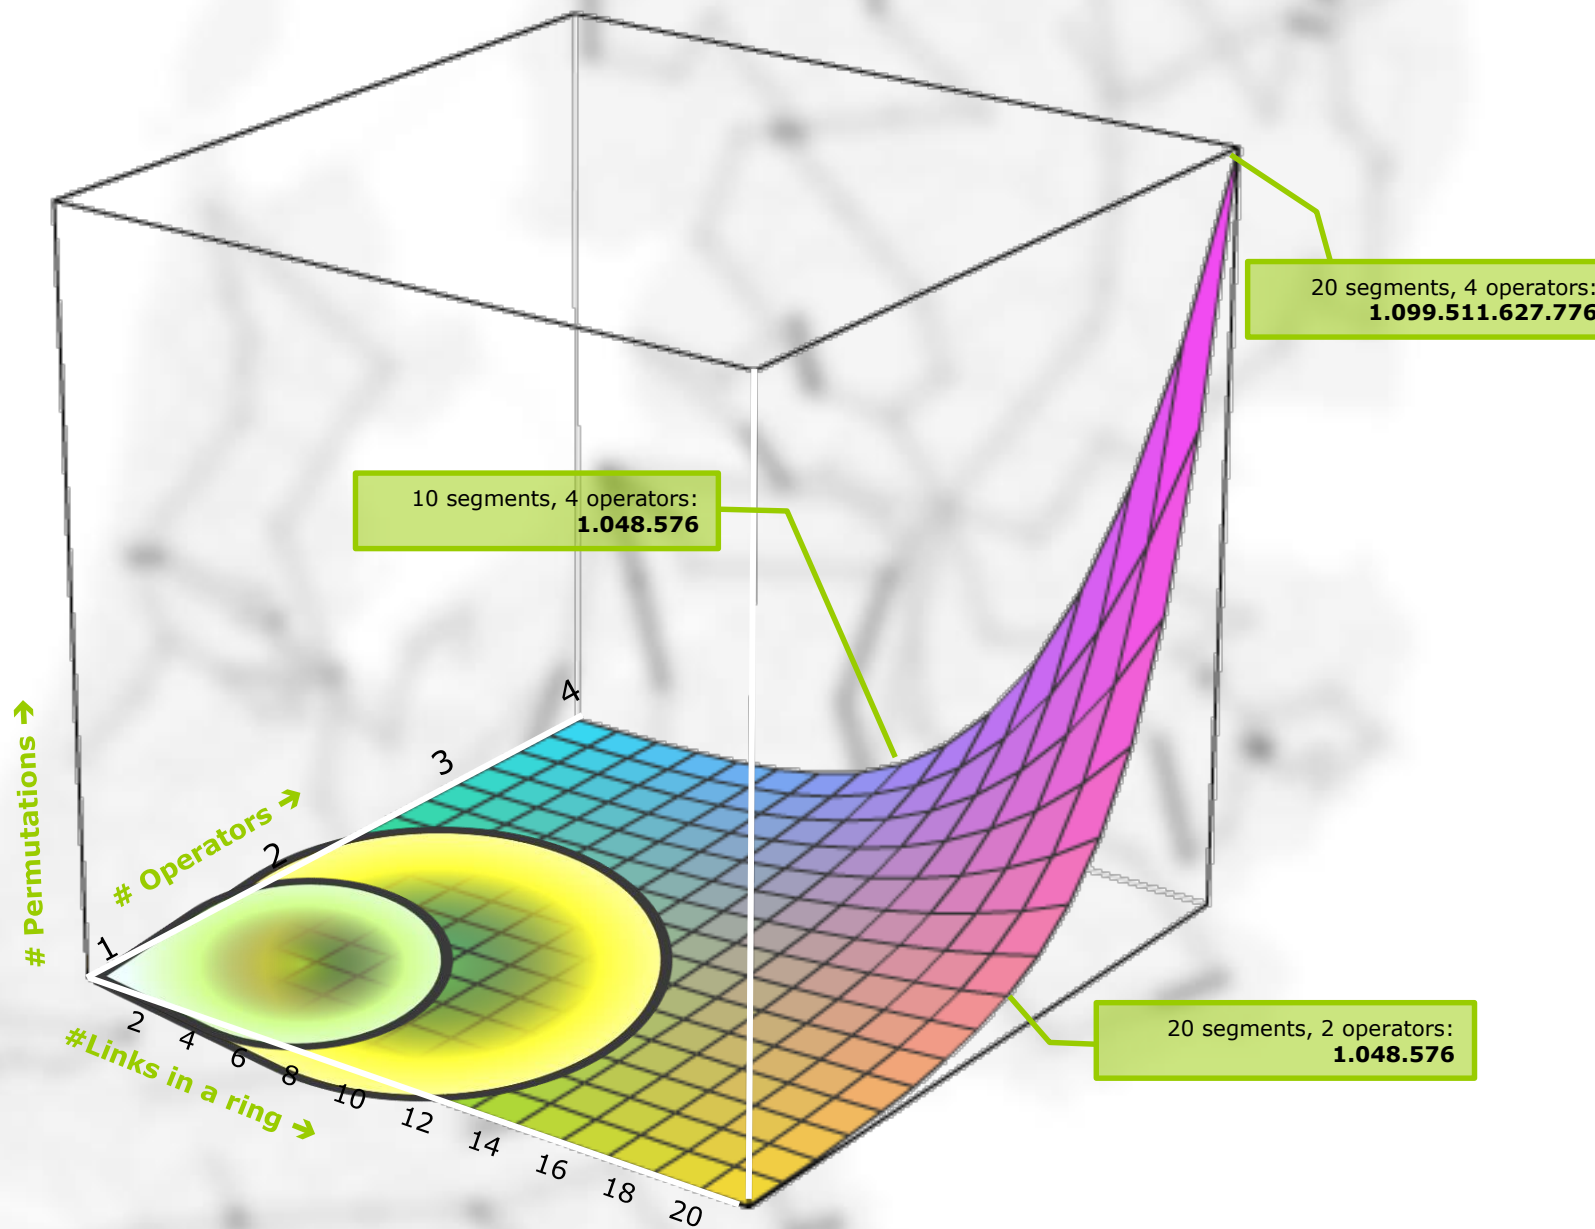 20 segments, 4 operators:
1.099.511.627.776
10 segments, 4 operators:
1.048.576
4
3
2
1
# Operators →
# Permutations →
2
4
6
8
10
12
14
16
18
20
#Links in a ring →
20 segments, 2 operators:
1.048.576